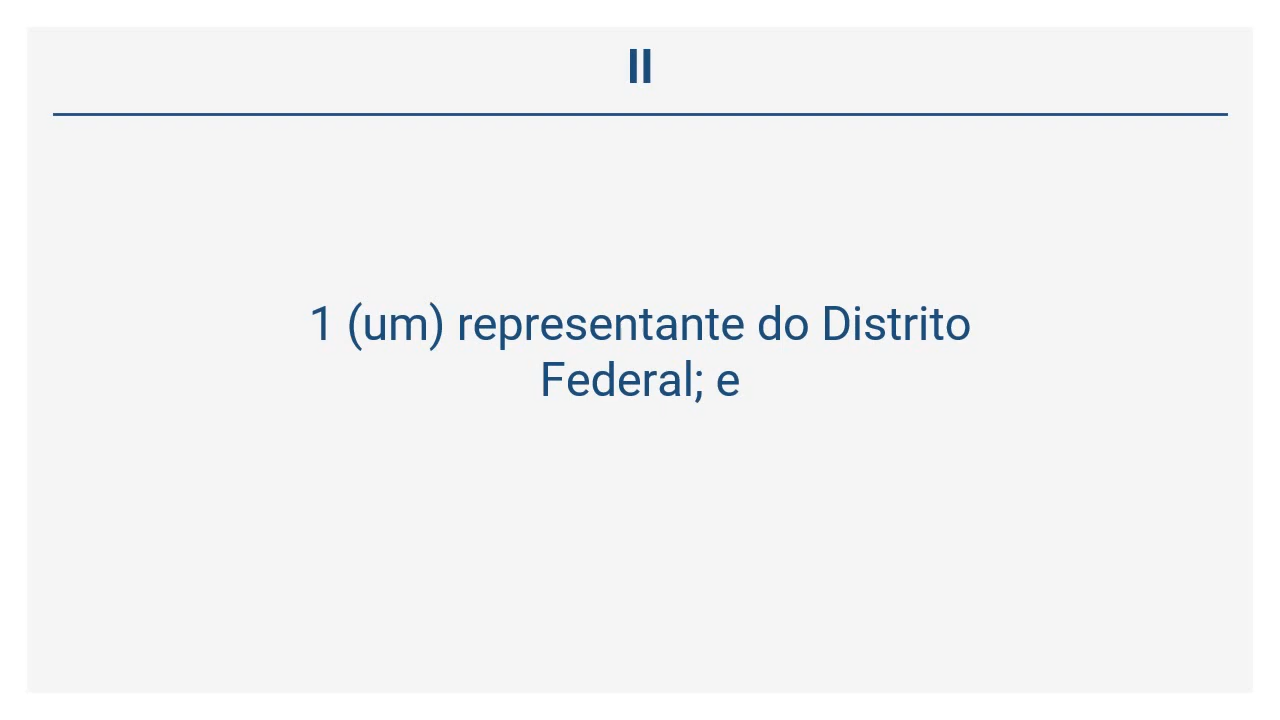 II
1 (um) representante do Distrito
Federal; e